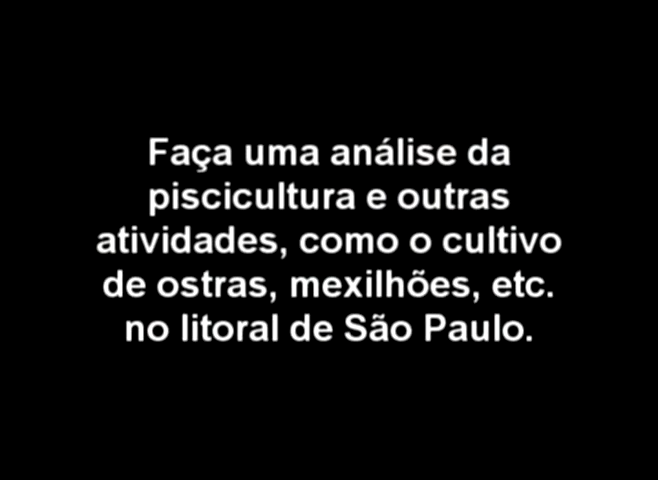 Faça uma análise da
piscicultura e outras
atividades, como o cultivo
de ostras, mexilhões, etc.
no litoral de São Paulo.